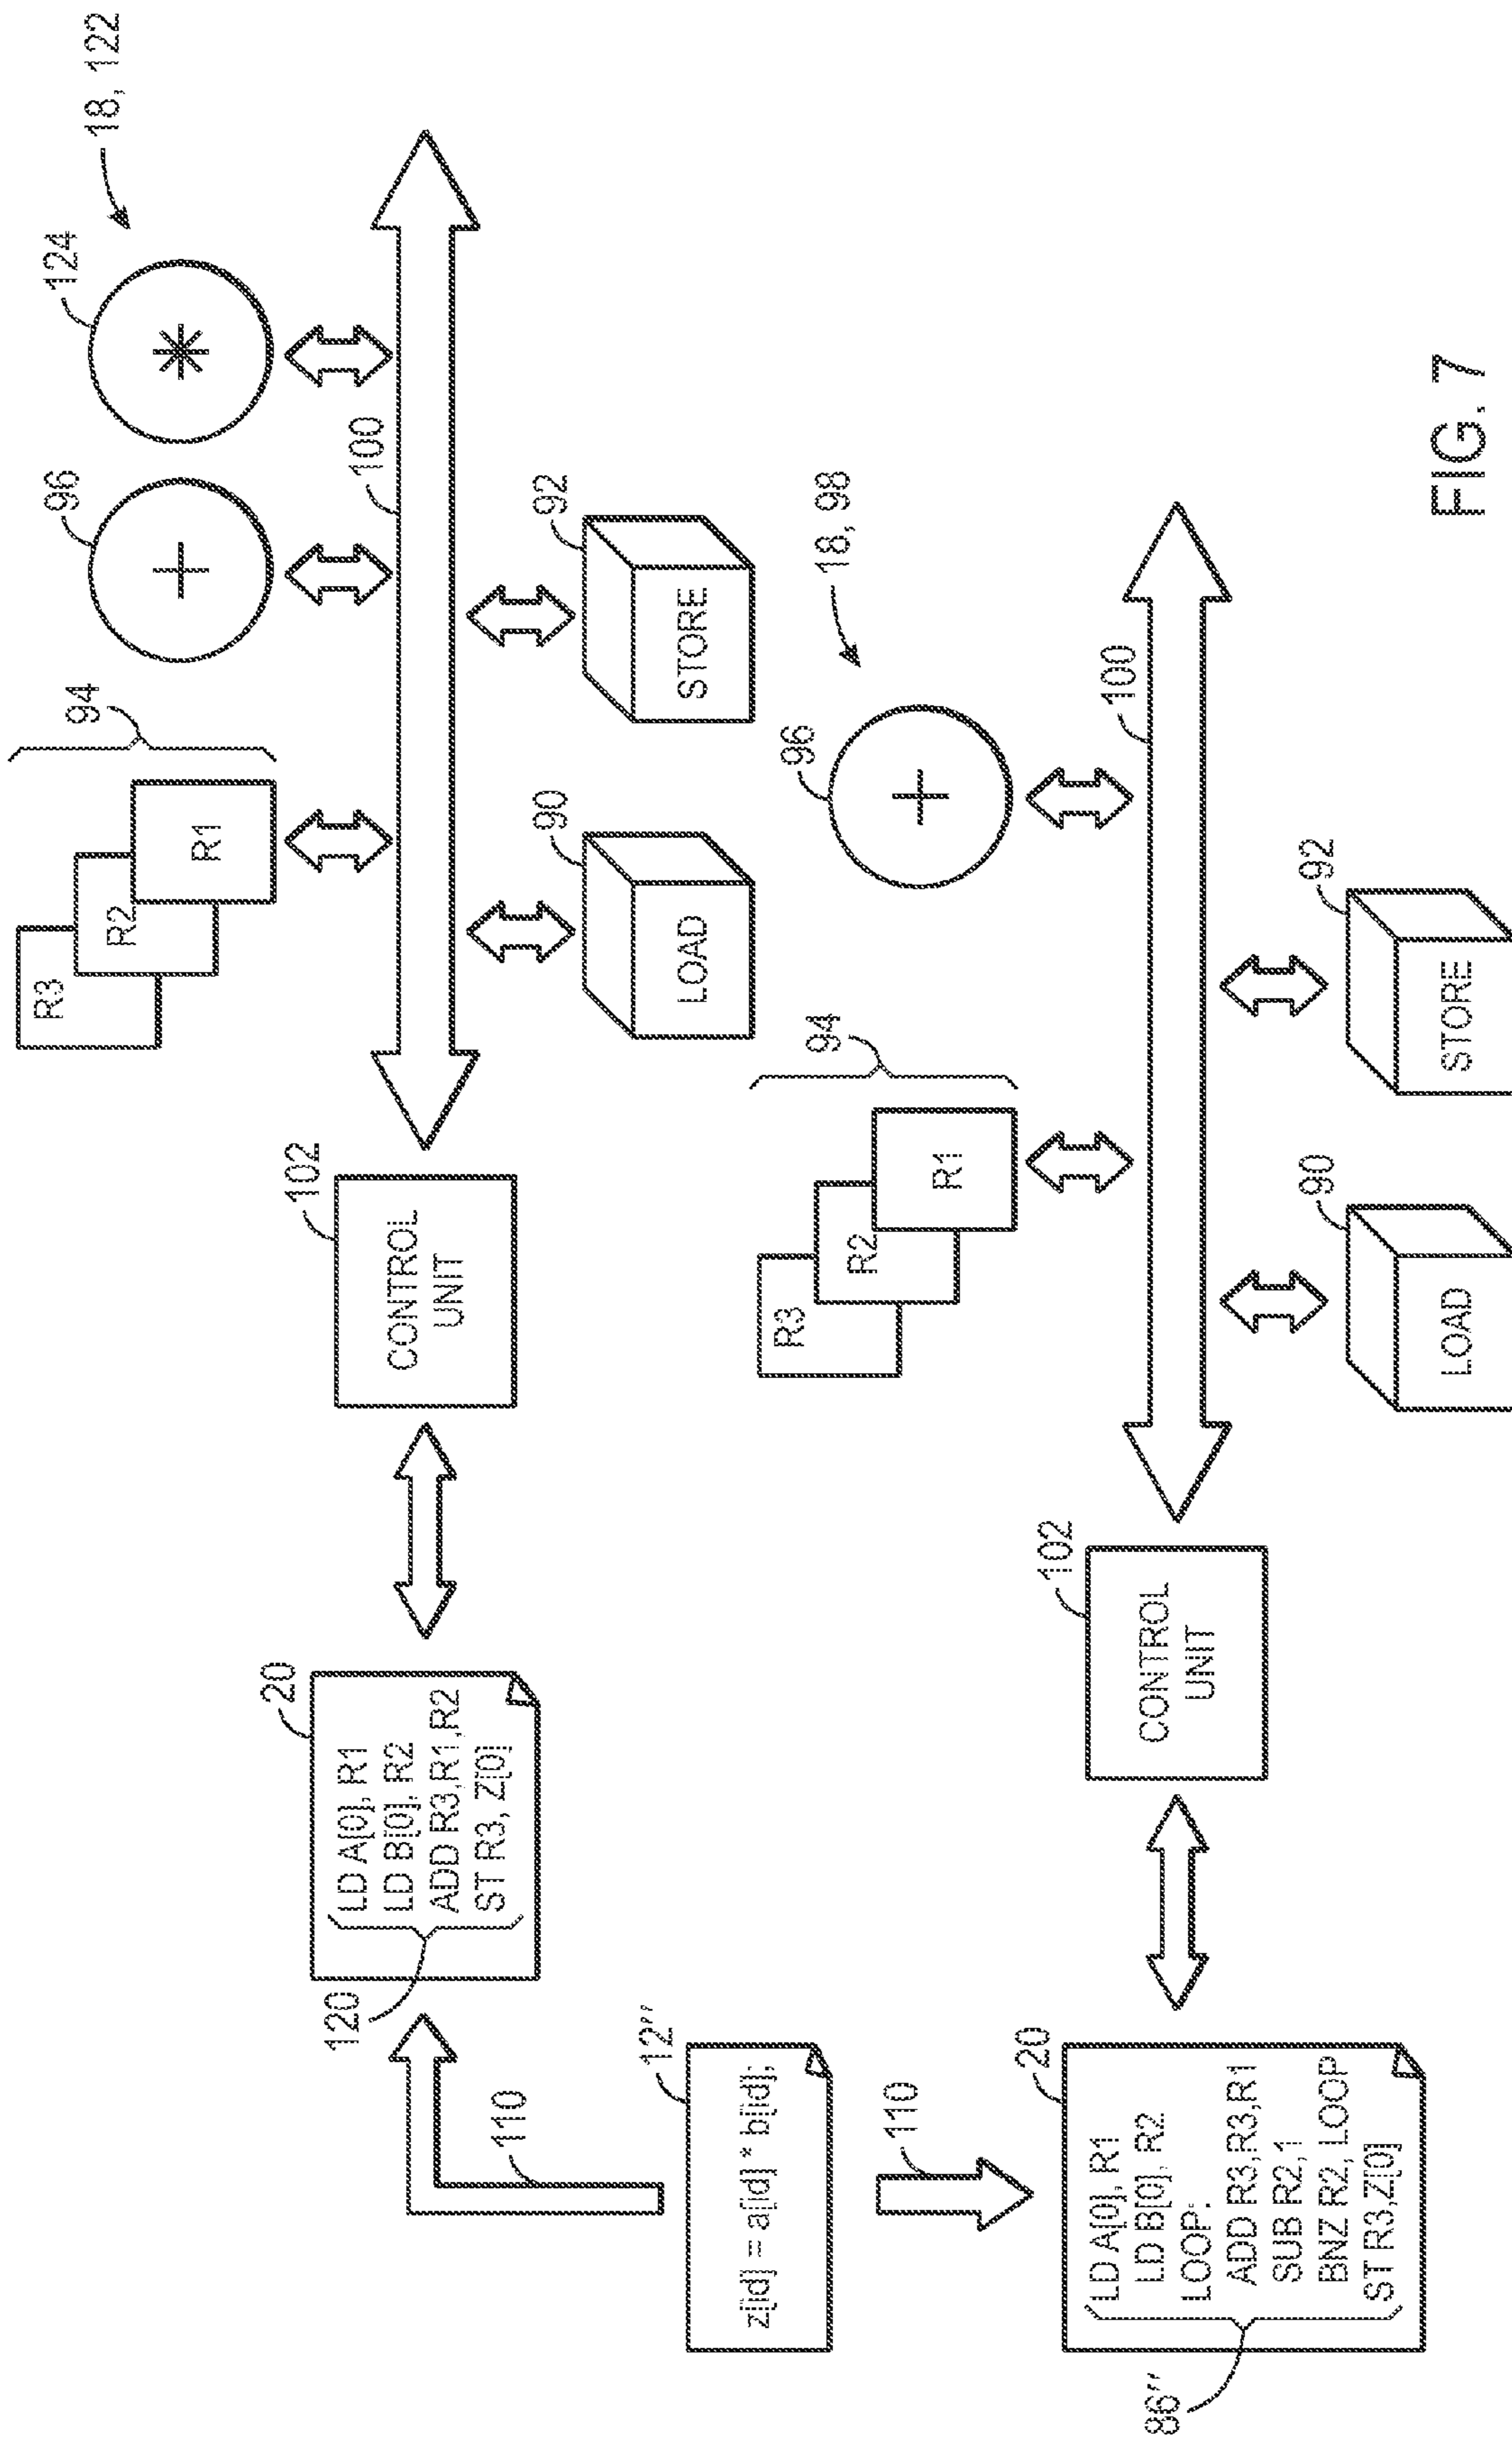 18, 122
124
96
94
100
R3
R2
R1
102
CONTROL
UNIT
90
LOAD
92
STORE
20
LD A[0], R1
LD B[0], R2
ADD R3,R1,R2
ST R3, Z[0]
120
110
12''
z[id] = a[id] * b[id];
110
20
LD A[0], R1
LD B[0], R2
LOOP:
ADD R3,R3,R1
SUB R2,1
BNZ R2, LOOP
ST R3,Z[0]
86''
102
CONTROL
UNIT
94
R3
R2
R1
96
18, 98
100
90
LOAD
92
STORE
FIG. 7